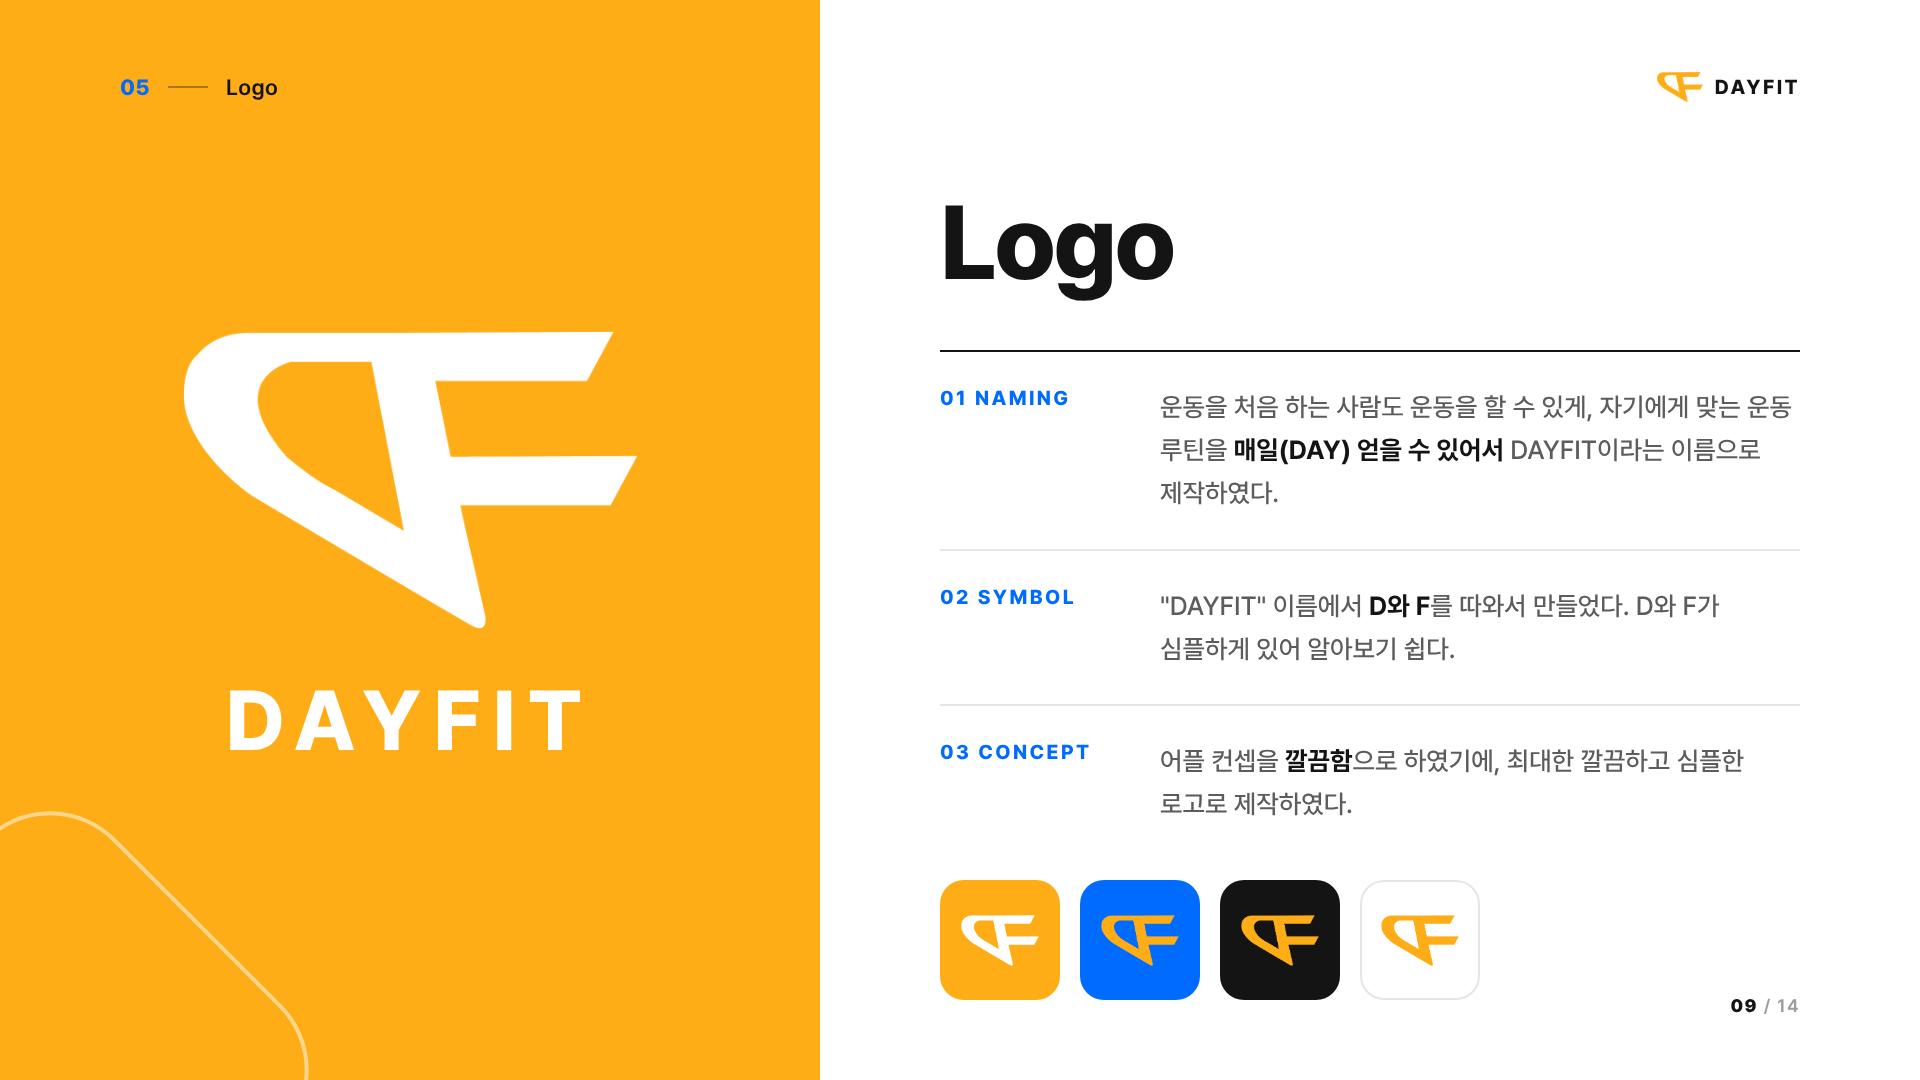 05 — Logo
DAYFIT
DAYFIT
Logo
01 NAMING
운동을 처음 하는 사람도 운동을 할 수 있게, 자기에게 맞는 운동
루틴을 매일(DAY) 얻을 수 있어서 DAYFIT이라는 이름으로
제작하였다.
02 SYMBOL
"DAYFIT" 이름에서 D와 F를 따와서 만들었다. D와 F가
심플하게 있어 알아보기 쉽다.
03 CONCEPT
어플 컨셉을 깔끔함으로 하였기에, 최대한 깔끔하고 심플한
로고로 제작하였다.
09 / 14